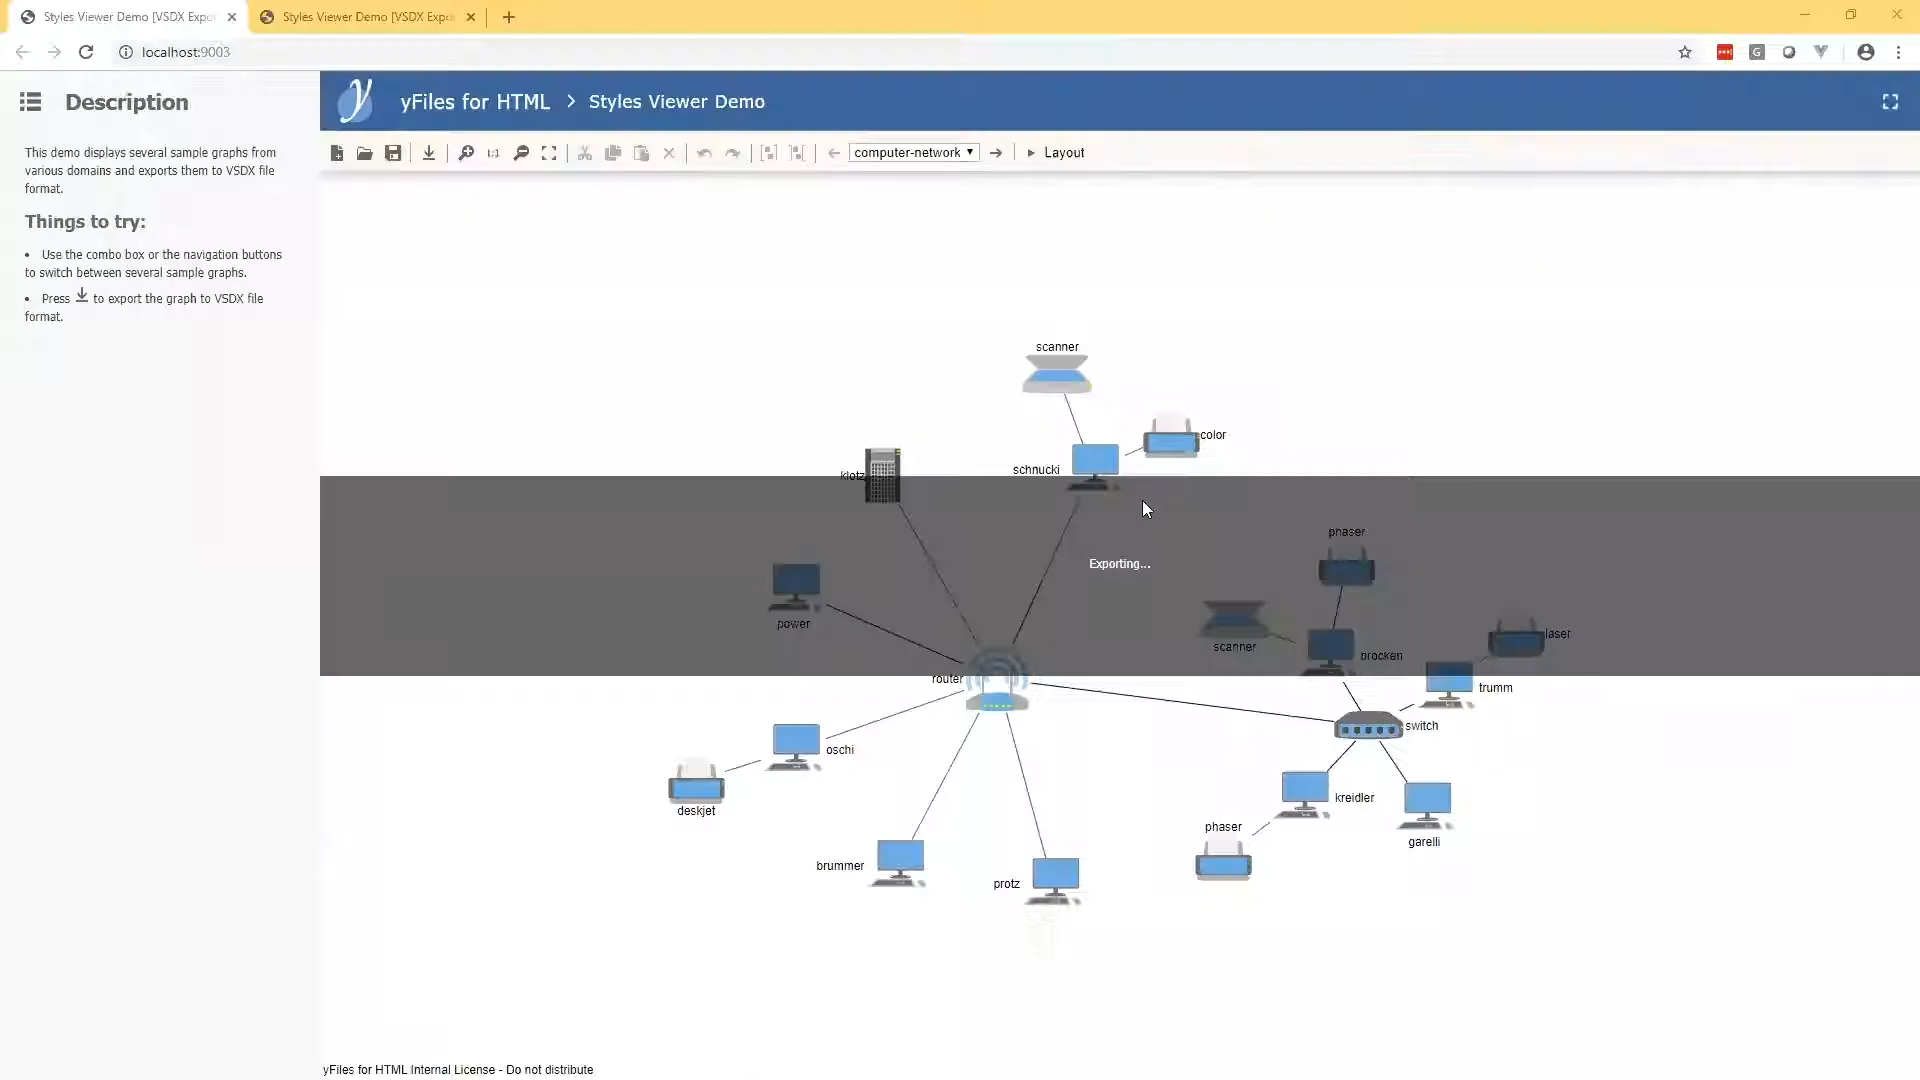 Styles Viewer Demo [VSDX Expo
Styles Viewer Demo [VSDX Expo
localhost:9003
Description
yFiles for HTML > Styles Viewer Demo
1:1
computer-network
Layout
This demo displays several sample graphs from
various domains and exports them to VSDX file
format.
Things to try:
• Use the combo box or the navigation buttons
to switch between several sample graphs.
• Press to export the graph to VSDX file
format.
scanner
color
schnucki
klotz
phaser
Exporting...
power
laser
scanner
brocken
router
trumm
switch
oschi
kreidler
deskjet
phaser
garelli
brummer
protz
yFiles for HTML Internal License - Do not distribute